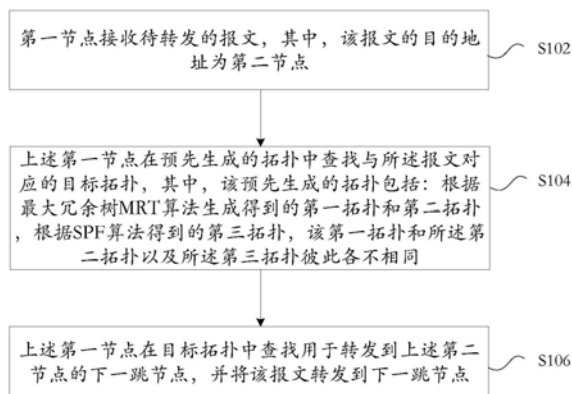 第一节点接收待转发的报文，其中，该报文的目的地
址为第二节点
S102
上述第一节点在预先生成的拓扑中查找与所述报文对
应的目标拓扑，其中，该预先生成的拓扑包括：根据
最大冗余树MRT算法生成得到的第一拓扑和第二拓扑
，根据SPF算法得到的第三拓扑，该第一拓扑和所述第
二拓扑以及所述第三拓扑彼此各不相同
S104
上述第一节点在目标拓扑中查找用于转发到上述第二
节点的下一跳节点，并将该报文转发到下一跳节点
S106